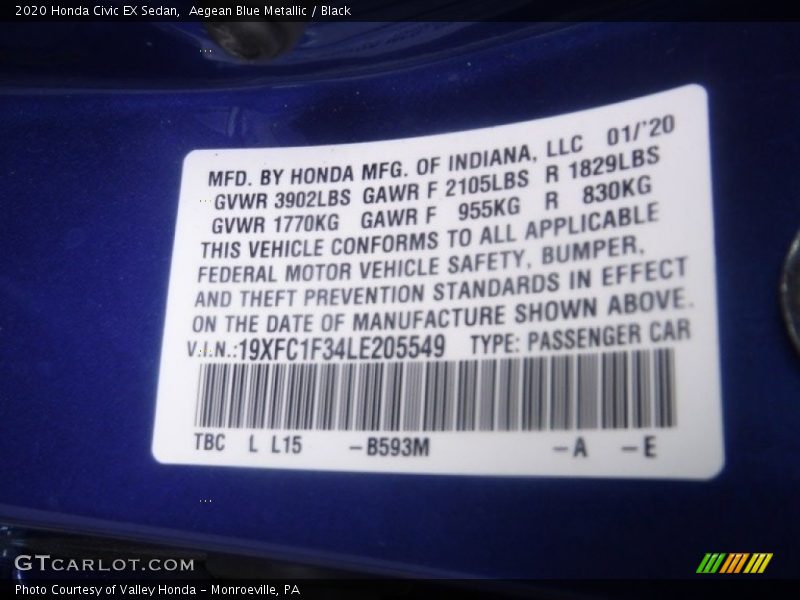 2020 Honda Civic EX Sedan, Aegean Blue Metallic / Black
MFD. BY HONDA MFG. OF INDIANA, LLC 01/'20
GVWR 3902LBS GAWR F 2105LBS R 1829LBS
GVWR 1770KG GAWR F 955KG R 830KG
THIS VEHICLE CONFORMS TO ALL APPLICABLE
FEDERAL MOTOR VEHICLE SAFETY, BUMPER,
AND THEFT PREVENTION STANDARDS IN EFFECT
ON THE DATE OF MANUFACTURE SHOWN ABOVE.
V.I.N.:19XFC1F34LE205549 TYPE: PASSENGER CAR
TBC L L15 -B593M -A -E
GTCARLOT.COM
Photo Courtesy of Valley Honda - Monroeville, PA